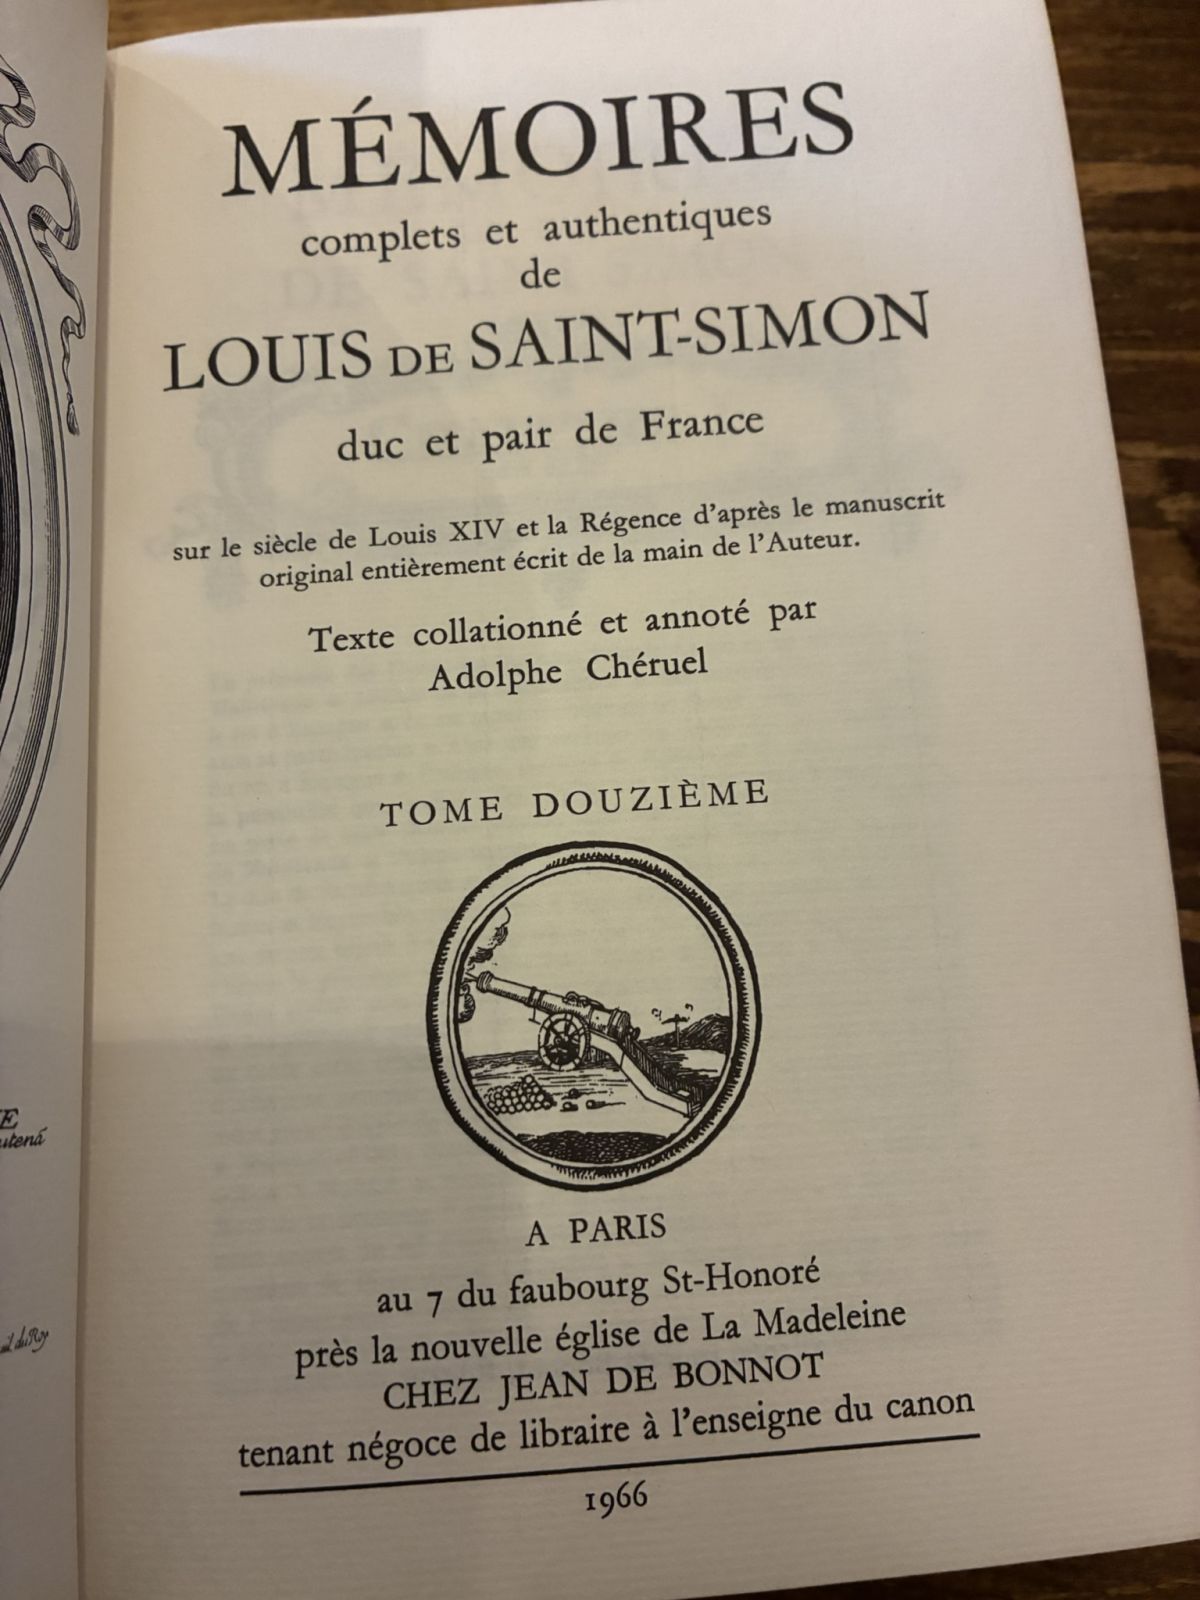 MÉMOIRES
complets et authentiques
de
LOUIS DE SAINT-SIMON
duc et pair de France
sur le siècle de Louis XIV et la Régence d'après le manuscrit
original entièrement écrit de la main de l'Auteur.
Texte collationné et annoté par
Adolphe Chéruel
TOME DOUZIÈME
A PARIS
au 7 du faubourg St-Honoré
près la nouvelle église de La Madeleine
CHEZ JEAN DE BONNOT
tenant négoce de libraire à l'enseigne du canon
1966
du Roy